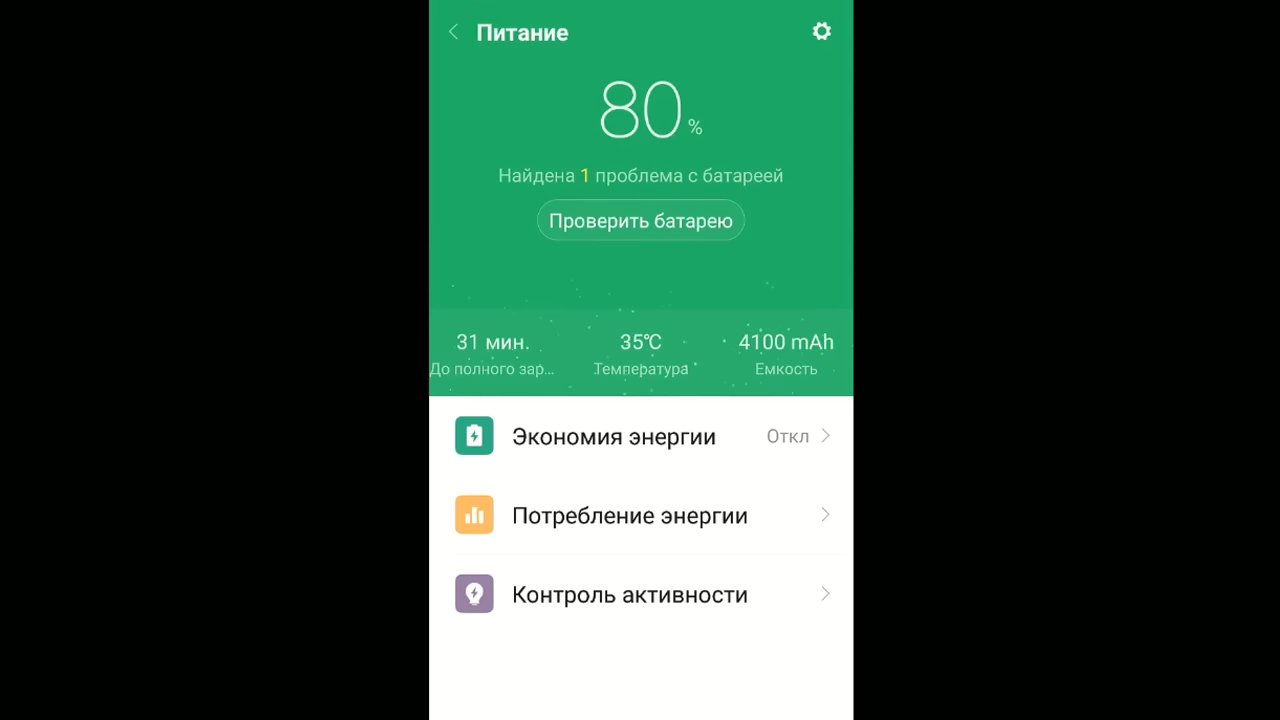 Питание
80 %
Найдена 1 проблема с батареей
Проверить батарею
31 мин. 35℃ 4100 mAh
До полного зар... Температура Емкость
Экономия энергии Откл
Потребление энергии
Контроль активности